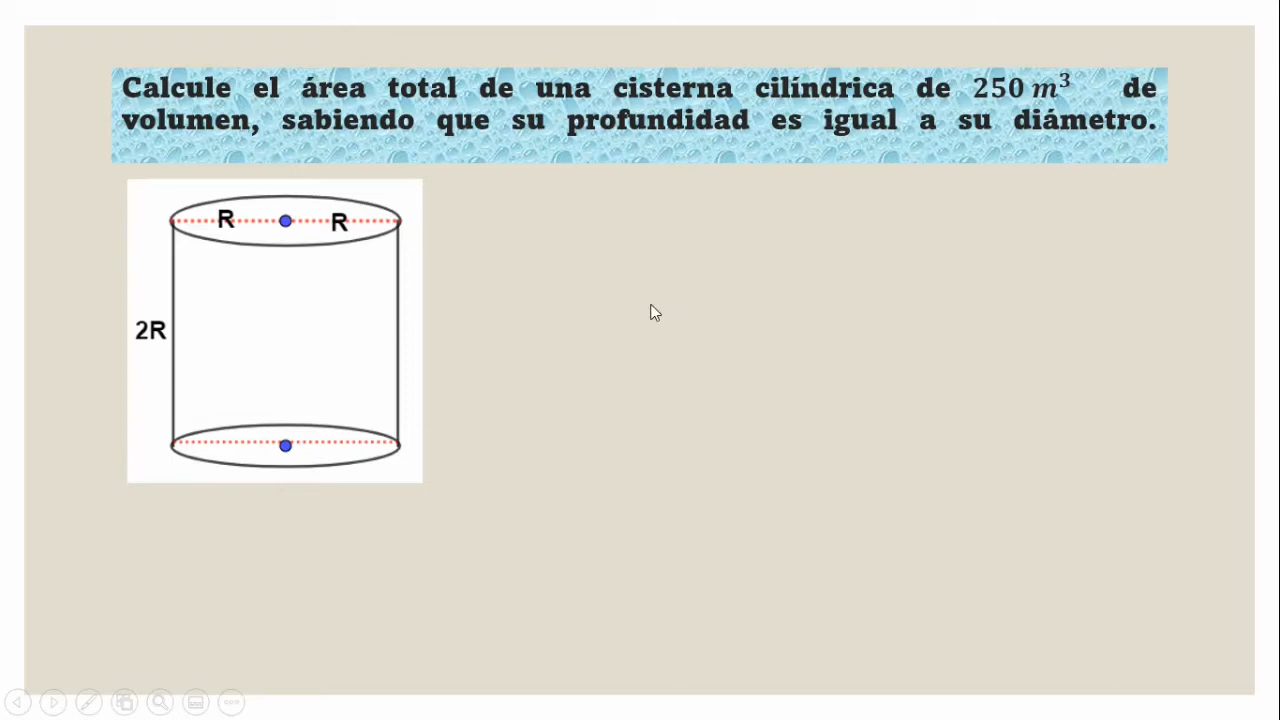 Calcule el área total de una cisterna cilíndrica de 250 m³ de
volumen, sabiendo que su profundidad es igual a su diámetro.
R R
2R